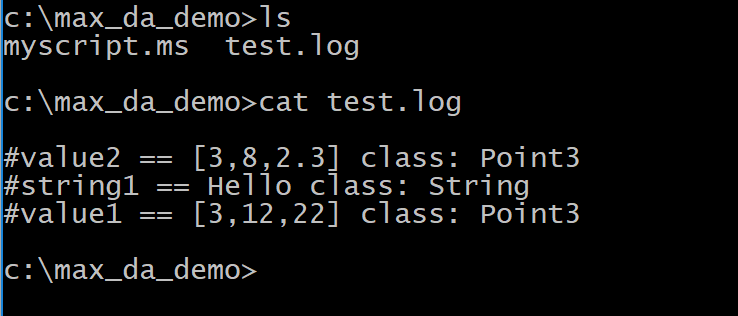 c:\max_da_demo>ls
myscript.ms  test.log
c:\max_da_demo>cat test.log
#value2 == [3,8,2.3] class: Point3
#string1 == Hello class: String
#value1 == [3,12,22] class: Point3
c:\max_da_demo>